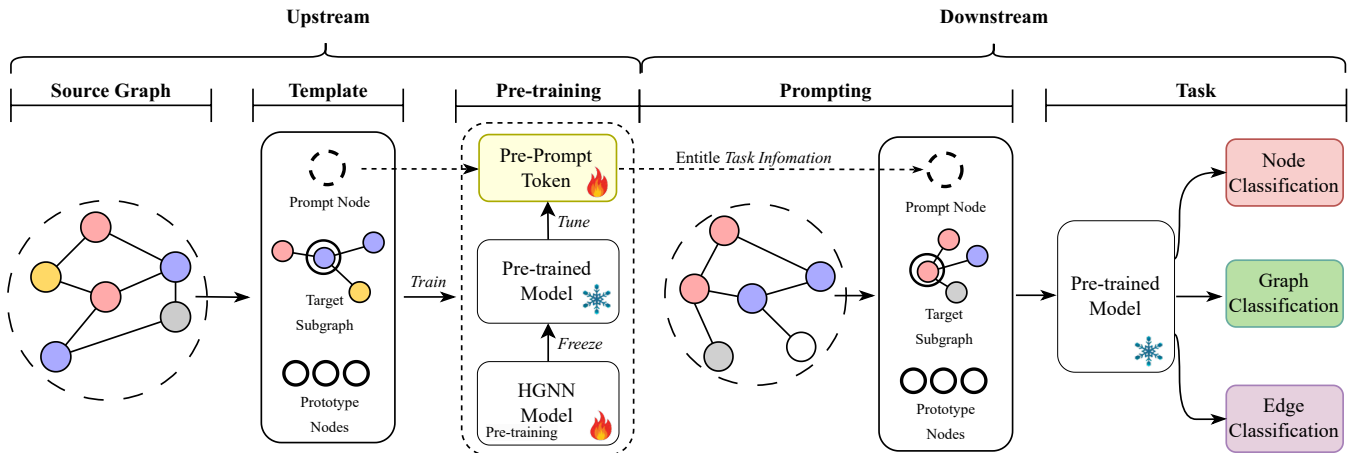 Upstream
Downstream
Source Graph
Template
Pre-training
Prompting
Task
Prompt Node
Target
Subgraph
Prototype
Nodes
Train
Pre-Prompt
Token
Tune
Pre-trained
Model
Freeze
HGNN
Model
Pre-training
Entitle Task Infomation
Prompt Node
Target
Subgraph
Prototype
Nodes
Pre-trained
Model
Node
Classification
Graph
Classification
Edge
Classification